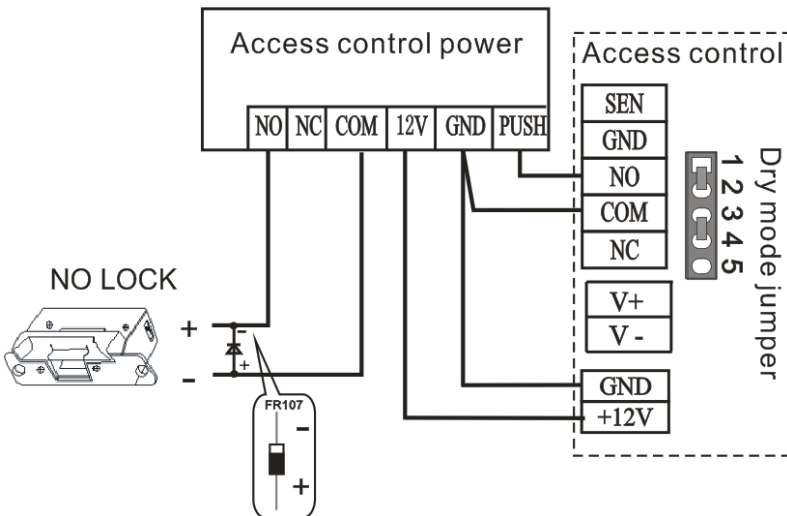 Access control power
NO NC COM 12V GND PUSH
Access control
SEN
GND
NO
COM
NC
V+
V -
GND
+12V
1 2 3 4 5
Dry mode jumper
NO LOCK
+
-
-
+
FR107
-
+